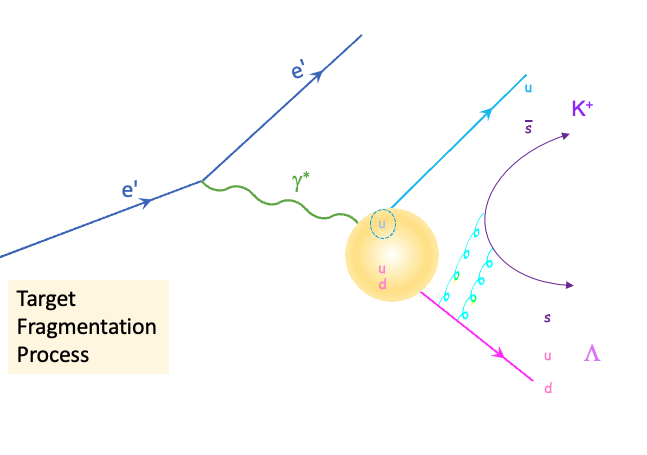 e'
e'
γ*
u
s̅
K⁺
u
u
d
Target
Fragmentation
Process
s
u
Λ
d